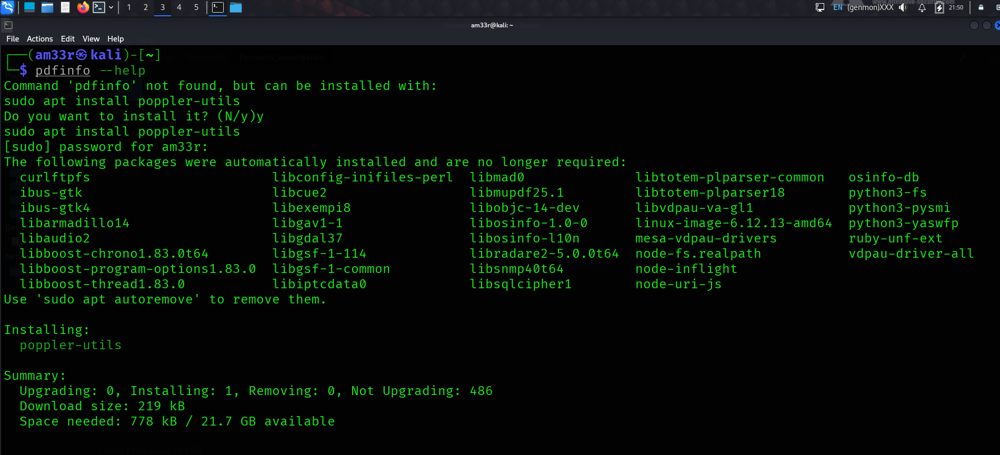 1 2 3 4 5 EN (genmon)XXX 21:50
am33r@kali: ~
File Actions Edit View Help
┌──(am33r㉿kali)-[~]
└─$ pdfinfo --help
Command 'pdfinfo' not found, but can be installed with:
sudo apt install poppler-utils
Do you want to install it? (N/y)y
sudo apt install poppler-utils
[sudo] password for am33r:
The following packages were automatically installed and are no longer required:
curlftpfs libconfig-inifiles-perl libmad0 libtotem-plparser-common osinfo-db
ibus-gtk libcue2 libmupdf25.1 libtotem-plparser18 python3-fs
ibus-gtk4 libexempi8 libobjc-14-dev libvdpau-va-gl1 python3-pysmi
libarmadillo14 libgav1-1 libosinfo-1.0-0 linux-image-6.12.13-amd64 python3-yaswfp
libaudio2 libgdal37 libosinfo-l10n mesa-vdpau-drivers ruby-unf-ext
libboost-chrono1.83.0t64 libgsf-1-114 libradare2-5.0.0t64 node-fs.realpath vdpau-driver-all
libboost-program-options1.83.0 libgsf-1-common libsnmp40t64 node-inflight
libboost-thread1.83.0 libiptcdata0 libsqlcipher1 node-uri-js
Use 'sudo apt autoremove' to remove them.
Installing:
poppler-utils
Summary:
Upgrading: 0, Installing: 1, Removing: 0, Not Upgrading: 486
Download size: 219 kB
Space needed: 778 kB / 21.7 GB available